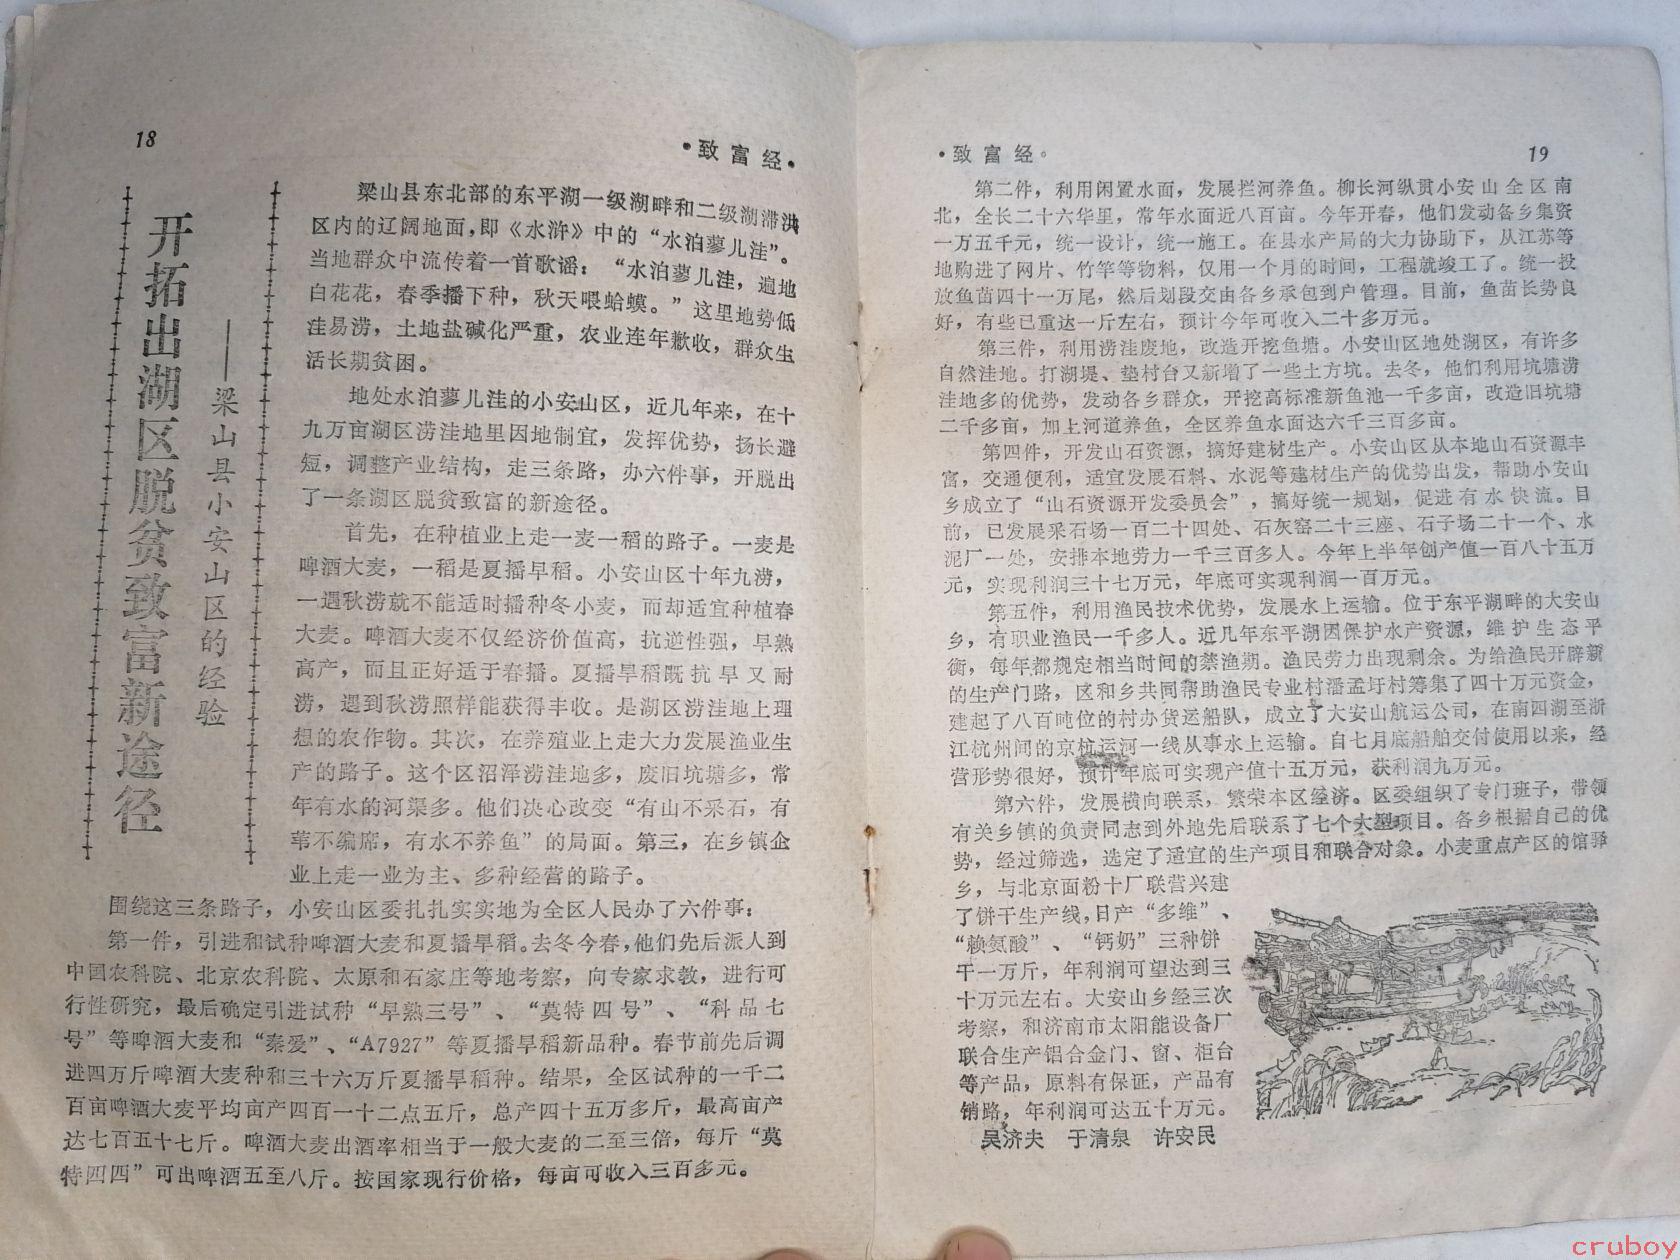 18
·致富经·
开拓出湖区脱贫致富新途径
——梁山县小安山区的经验
梁山县东北部的东平湖一级湖畔和二级湖滞洪
区内的辽阔地面，即《水浒》中的“水泊蓼儿洼”。
当地群众中流传着一首歌谣：“水泊蓼儿洼，遍地
白花花，春季播下种，秋天喂蛤蟆。”这里地势低
洼易涝，土地盐碱化严重，农业连年歉收，群众生
活长期贫困。
地处水泊蓼儿洼的小安山区，近几年来，在十
九万亩湖区涝洼地里因地制宜，发挥优势，扬长避
短，调整产业结构，走三条路，办六件事，开脱出
了一条湖区脱贫致富的新途径。
首先，在种植业上走一麦一稻的路子。一麦是
啤酒大麦，一稻是夏播旱稻。小安山区十年九涝，
一遇秋涝就不能适时播种冬小麦，而却适宜种植春
大麦。啤酒大麦不仅经济价值高，抗逆性强，早熟
高产，而且正好适于春播。夏播旱稻既抗旱又耐
涝，遇到秋涝照样能获得丰收。是湖区涝洼地上理
想的农作物。其次，在养殖业上走大力发展渔业生
产的路子。这个区沼泽涝洼地多，废旧坑塘多，常
年有水的河渠多。他们决心改变“有山不采石，有
苇不编席，有水不养鱼”的局面。第三，在乡镇企
业上走一业为主、多种经营的路子。
围绕这三条路子，小安山区委扎扎实实地为全区人民办了六件事：
第一件，引进和试种啤酒大麦和夏播旱稻。去冬今春，他们先后派人到
中国农科院、北京农科院、太原和石家庄等地考察，向专家求教，进行可
行性研究，最后确定引进试种“早熟三号”、“莫特四号”、“科品七
号”等啤酒大麦和“秦爱”、“A7927”等夏播旱稻新品种。春节前先后调
进四万斤啤酒大麦种和三十六万斤夏播旱稻种。结果，全区试种的一千二
百亩啤酒大麦平均亩产四百一十二点五斤，总产四十五万多斤，最高亩产
达七百五十七斤。啤酒大麦出酒率相当于一般大麦的二至三倍，每斤“莫
特四四”可出啤酒五至八斤。按国家现行价格，每亩可收入三百多元。
·致富经。
19
第二件，利用闲置水面，发展拦河养鱼。柳长河纵贯小安山全区南
北，全长二十六华里，常年水面近八百亩。今年开春，他们发动各乡集资
一万五千元，统一设计，统一施工。在县水产局的大力协助下，从江苏等
地购进了网片、竹竿等物料，仅用一个月的时间，工程就竣工了。统一投
放鱼苗四十一万尾，然后划段交由各乡承包到户管理。目前，鱼苗长势良
好，有些已重达一斤左右，预计今年可收入二十多万元。
第三件，利用涝洼废地，改造开挖鱼塘。小安山区地处湖区，有许多
自然洼地。打湖堤、垫村台又新增了一些土方坑。去冬，他们利用坑塘涝
洼地多的优势，发动各乡群众，开挖高标准新鱼池一千多亩，改造旧坑塘
二千多亩，加上河道养鱼，全区养鱼水面达六千三百多亩。
第四件，开发山石资源，搞好建材生产。小安山区从本地山石资源丰
富，交通便利，适宜发展石料、水泥等建材生产的优势出发，帮助小安山
乡成立了“山石资源开发委员会”，搞好统一规划，促进有水快流。目
前，已发展采石场一百二十四处、石灰窑二十三座、石子场二十一个、水
泥厂一处，安排本地劳力一千三百多人。今年上半年创产值一百八十五万
元，实现利润三十七万元，年底可实现利润一百万元。
第五件，利用渔民技术优势，发展水上运输。位于东平湖畔的大安山
乡，有职业渔民一千多人。近几年东平湖因保护水产资源，维护生态平
衡，每年都规定相当时间的禁渔期。渔民劳力出现剩余。为给渔民开辟新
的生产门路，区和乡共同帮助渔民专业村潘孟圩村筹集了四十万元资金，
建起了八百吨位的村办货运船队，成立了大安山航运公司，在南四湖至浙
江杭州间的京杭运河一线从事水上运输。自七月底船舶交付使用以来，经
营形势很好，预计年底可实现产值十五万元，获利润九万元。
第六件，发展横向联系，繁荣本区经济。区委组织了专门班子，带领
有关乡镇的负责同志到外地先后联系了七个大型项目。各乡根据自己的优
势，经过筛选，选定了适宜的生产项目和联合对象。小麦重点产区的馆驿
乡，与北京面粉十厂联营兴建
了饼干生产线，日产“多维”、
“赖氨酸”、“钙奶”三种饼
干一万斤，年利润可望达到三
十万元左右。大安山乡经三次
考察，和济南市太阳能设备厂
联合生产铝合金门、窗、柜台
等产品，原料有保证，产品有
销路，年利润可达五十万元。
吴济夫　于清泉　许安民
cruboy